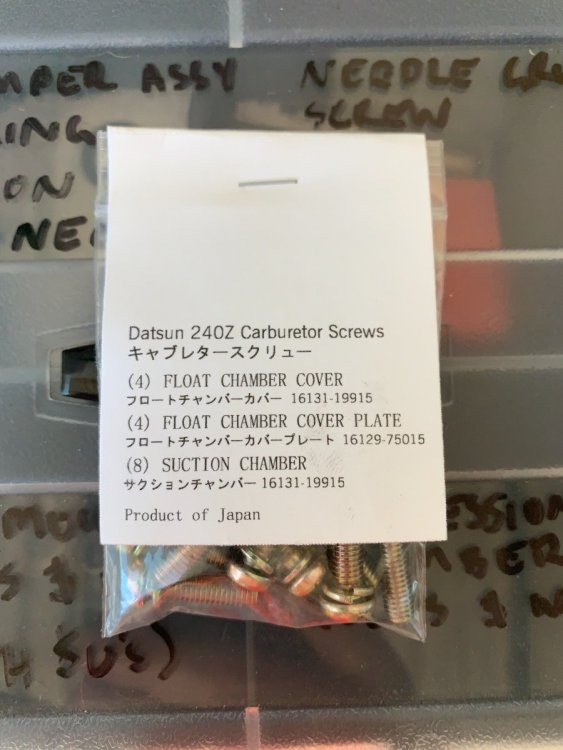 ASSY
NEEDLE
SCREW
Datsun 240Z Carburetor Screws
キャブレタースクリュー
(4) FLOAT CHAMBER COVER
フロートチャンバーカバー 16131-19915
(4) FLOAT CHAMBER COVER PLATE
フロートチャンバーカバープレート 16129-75015
(8) SUCTION CHAMBER
サクションチャンバー 16131-19915
Product of Japan
SUS)